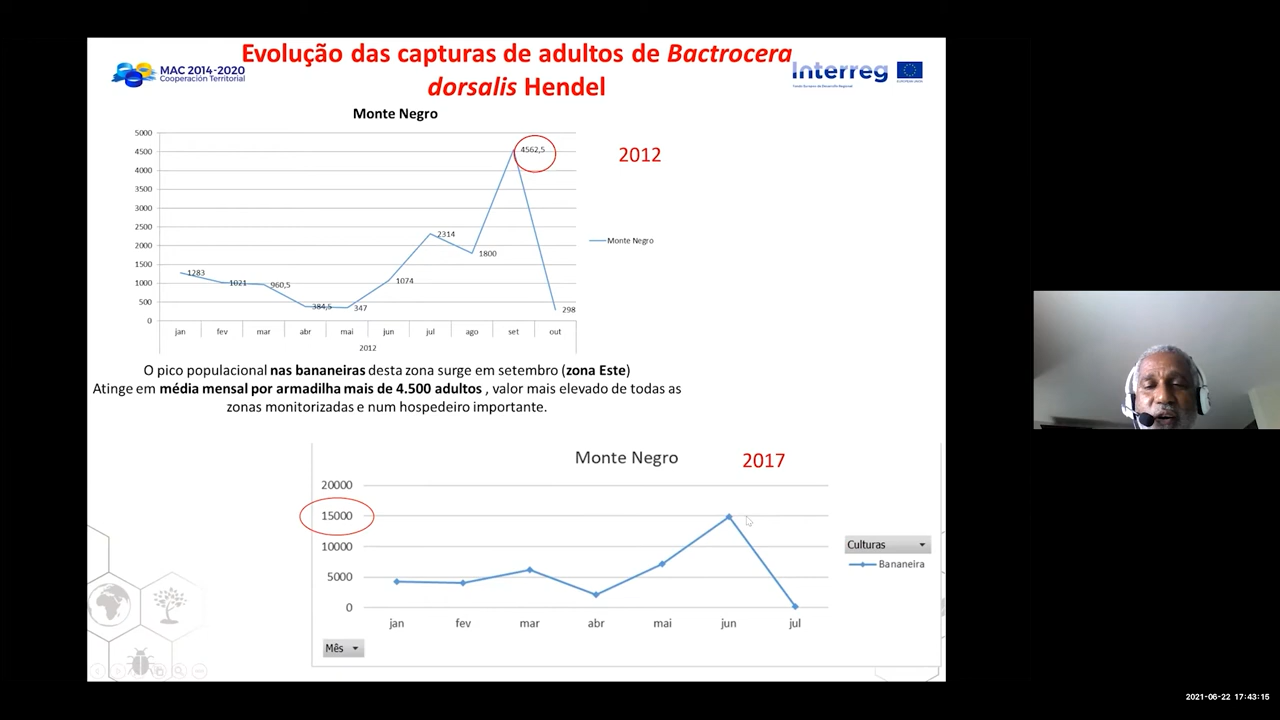 Evolução das capturas de adultos de Bactrocera
dorsalis Hendel
MAC 2014-2020
Cooperación Territorial
Interreg
Monte Negro
5000
4500
4000
3500
3000
2500
2000
1500
1000
500
0
1283
1021
960,5
384,5
347
1074
2314
1800
4562,5
298
jan fev mar abr mai jun jul ago set out
2012
Monte Negro
2012
O pico populacional nas bananeiras desta zona surge em setembro (zona Este)
Atinge em média mensal por armadilha mais de 4.500 adultos , valor mais elevado de todas as
zonas monitorizadas e num hospedeiro importante.
Monte Negro
2017
20000
15000
10000
5000
0
jan fev mar abr mai jun jul
Culturas
Bananeira
Mês
2021-06-22 17:43:15